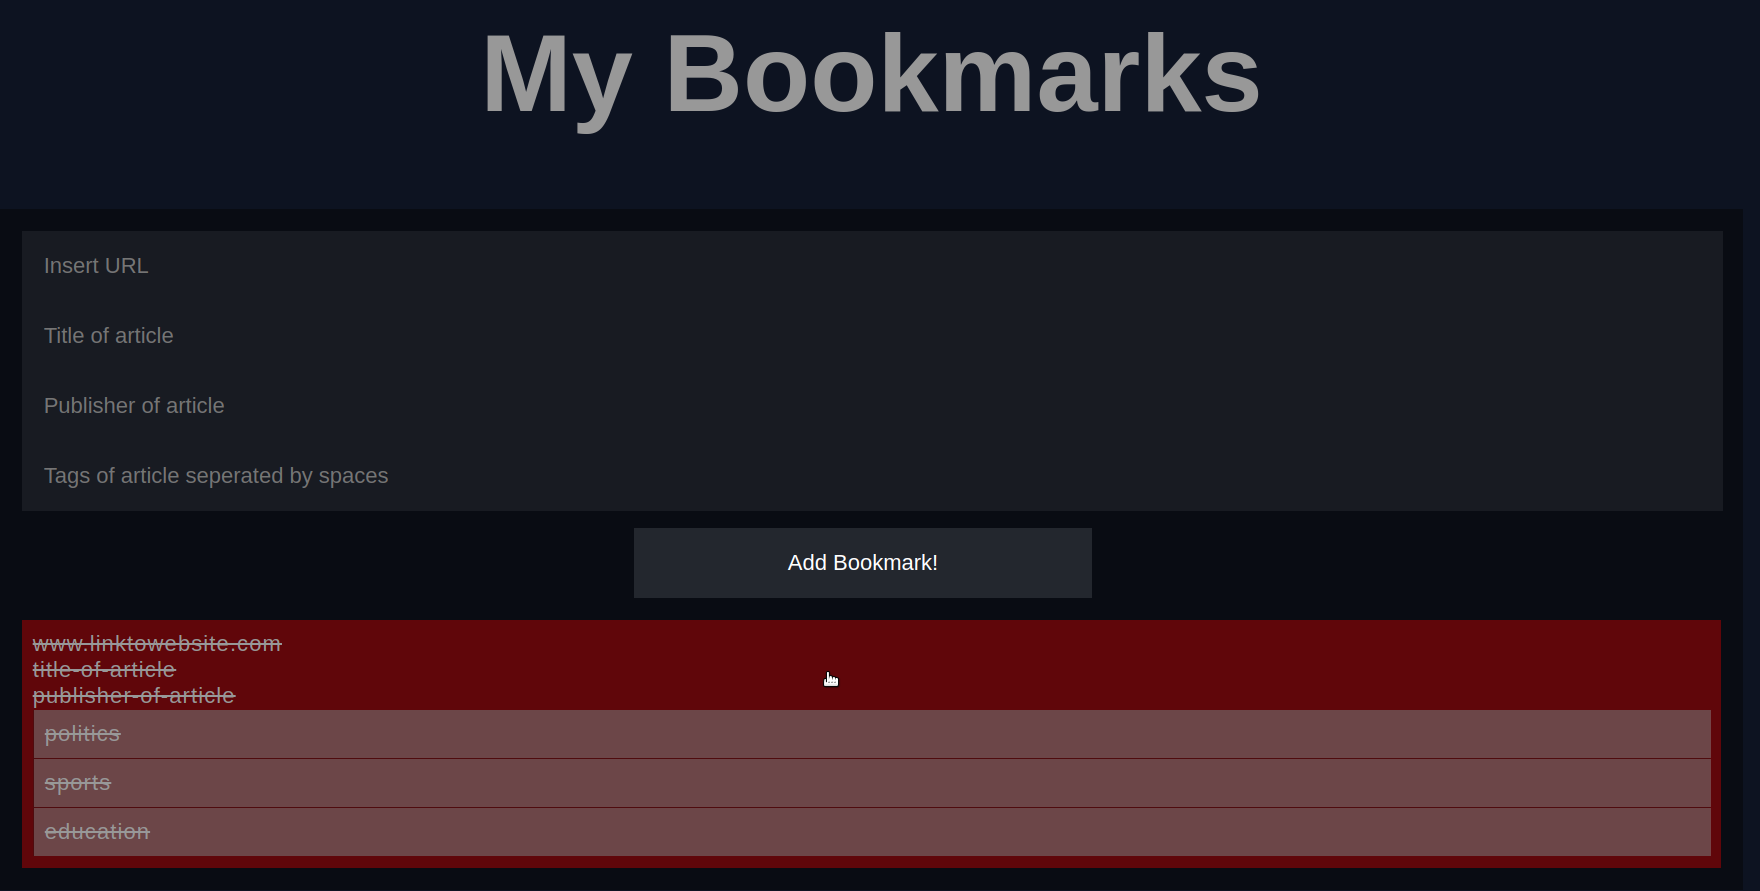 My Bookmarks
Insert URL
Title of article
Publisher of article
Tags of article seperated by spaces
Add Bookmark!
www.linktowebsite.com
title-of-article
publisher-of-article
politics
sports
education